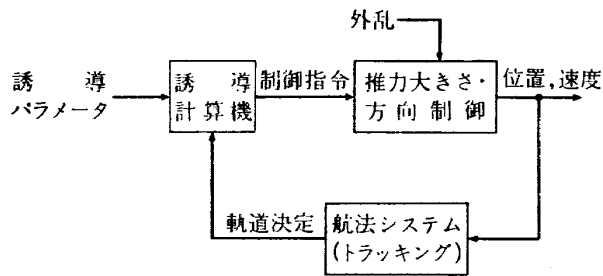 外乱
誘導
パラメータ
誘導
計算機
制御指令
推力大きさ・
方向制御
位置,速度
軌道決定
航法システム
(トラッキング)